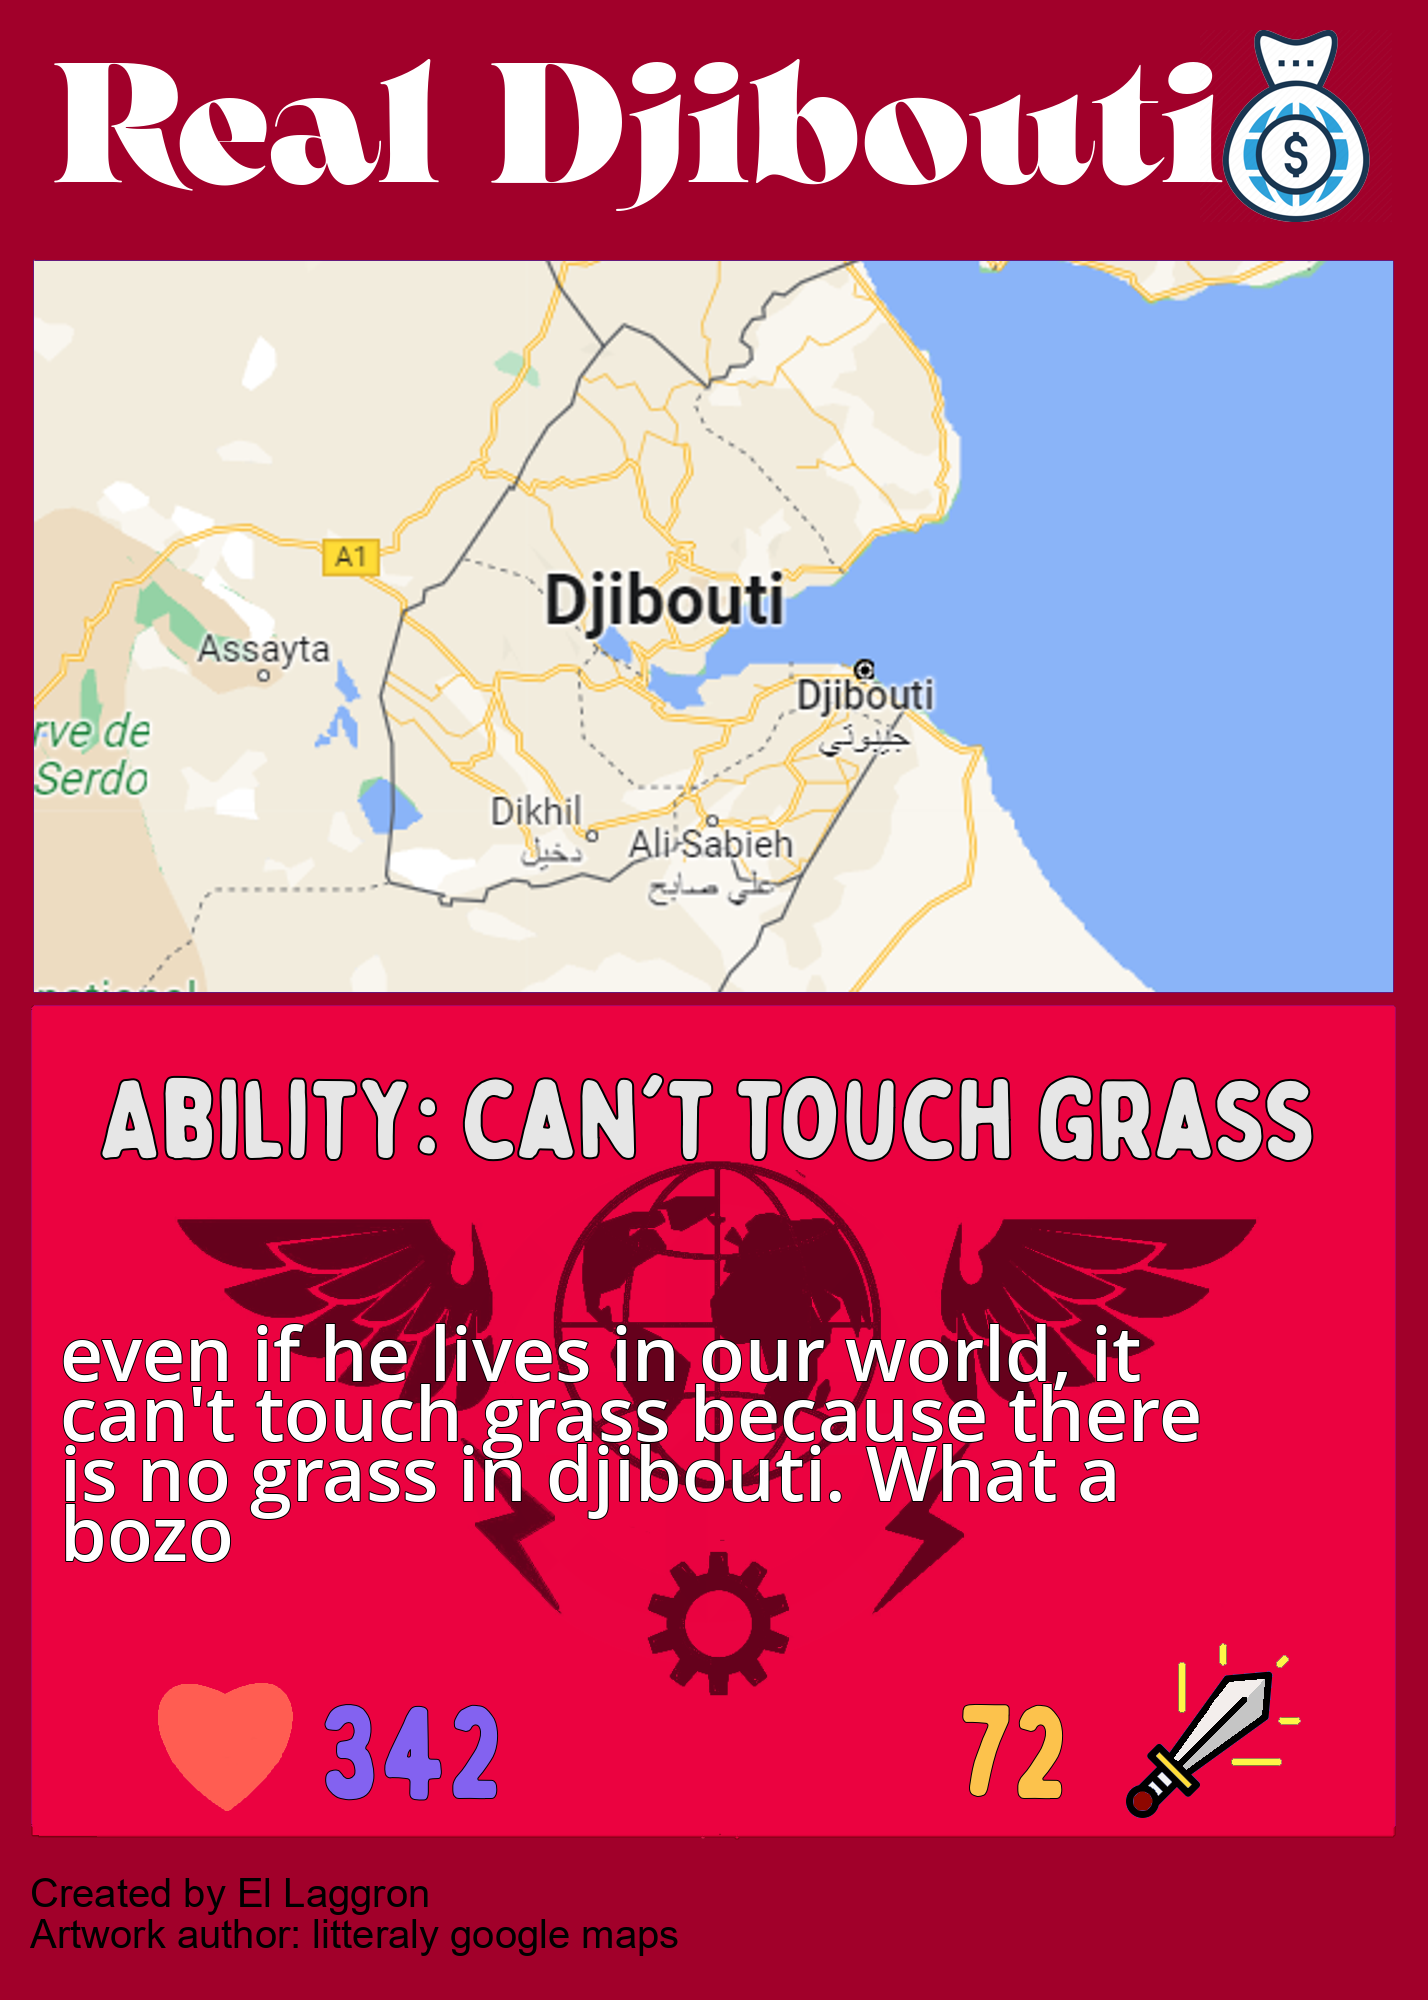 Real Djibouti
$
A1
Djibouti
Assayta
Djibouti
جيبوتي
rve de
Serdo
Dikhil
دخيل
Ali Sabieh
علي صبايح
national
ABILITY: CAN'T TOUCH GRASS
even if he lives in our world, it
can't touch grass because there
is no grass in djibouti. What a
bozo
342
72
Created by El Laggron
Artwork author: litteraly google maps